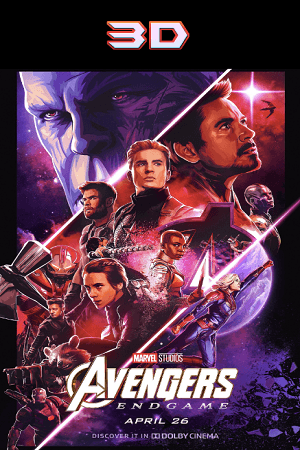 3D
MARVEL STUDIOS
AVENGERS
ENDGAME
APRIL 26
DISCOVER IT IN DOLBY CINEMA